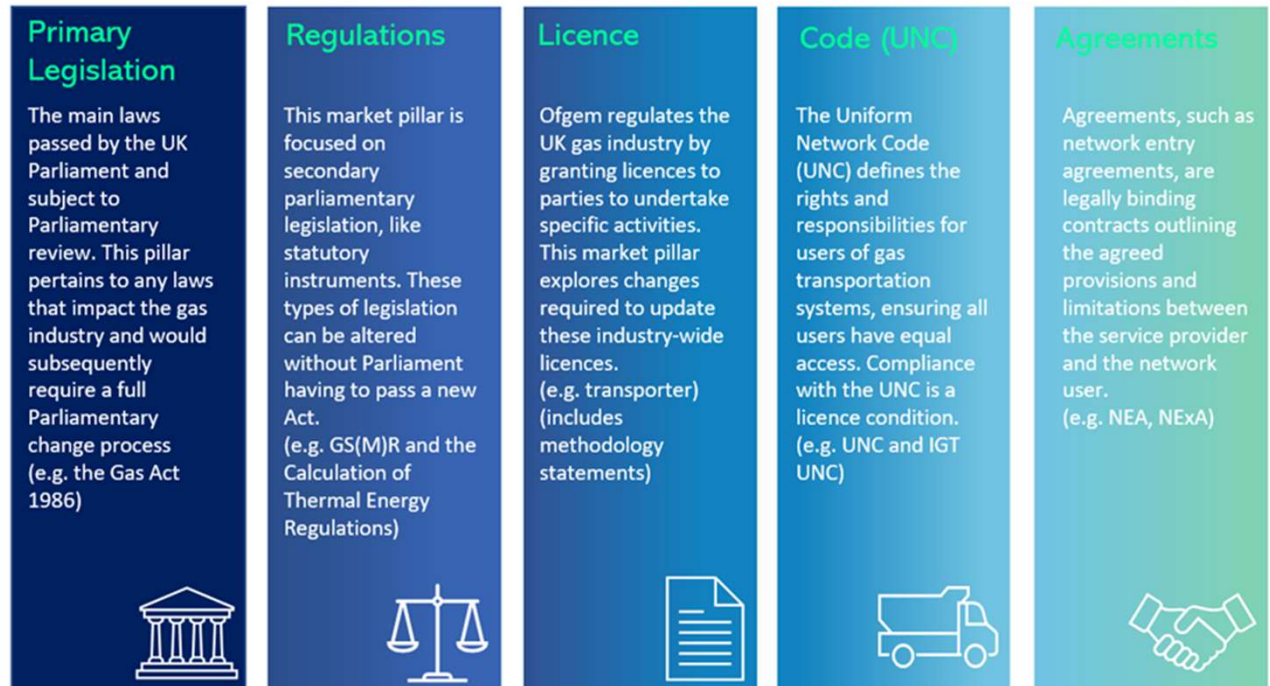 Primary
Legislation
The main laws
passed by the UK
Parliament and
subject to
Parliamentary
review. This pillar
pertains to any laws
that impact the gas
industry and would
subsequently
require a full
Parliamentary
change process
(e.g. the Gas Act
1986)
Regulations
This market pillar is
focused on
secondary
parliamentary
legislation, like
statutory
instruments. These
types of legislation
can be altered
without Parliament
having to pass a new
Act.
(e.g. GS(M)R and the
Calculation of
Thermal Energy
Regulations)
Licence
Ofgem regulates the
UK gas industry by
granting licences to
parties to undertake
specific activities.
This market pillar
explores changes
required to update
these industry-wide
licences.
(e.g. transporter)
(includes
methodology
statements)
Code (UNC)
The Uniform
Network Code
(UNC) defines the
rights and
responsibilities for
users of gas
transportation
systems, ensuring all
users have equal
access. Compliance
with the UNC is a
licence condition.
(e.g. UNC and IGT
UNC)
Agreements
Agreements, such as
network entry
agreements, are
legally binding
contracts outlining
the agreed
provisions and
limitations between
the service provider
and the network
user.
(e.g. NEA, NExA)